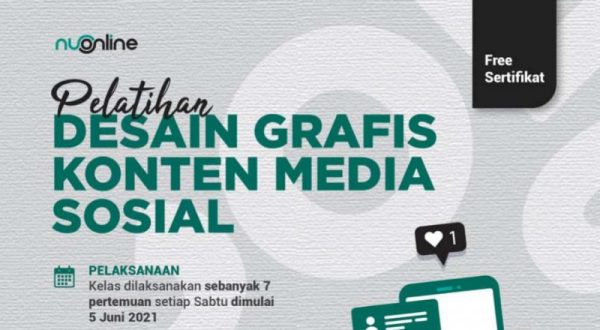 nuonline
Free
Sertifikat
Pelatihan
DESAIN GRAFIS
KONTEN MEDIA
SOSIAL
1
PELAKSANAAN
Kelas dilaksanakan sebanyak 7
pertemuan setiap Sabtu dimulai
5 Juni 2021